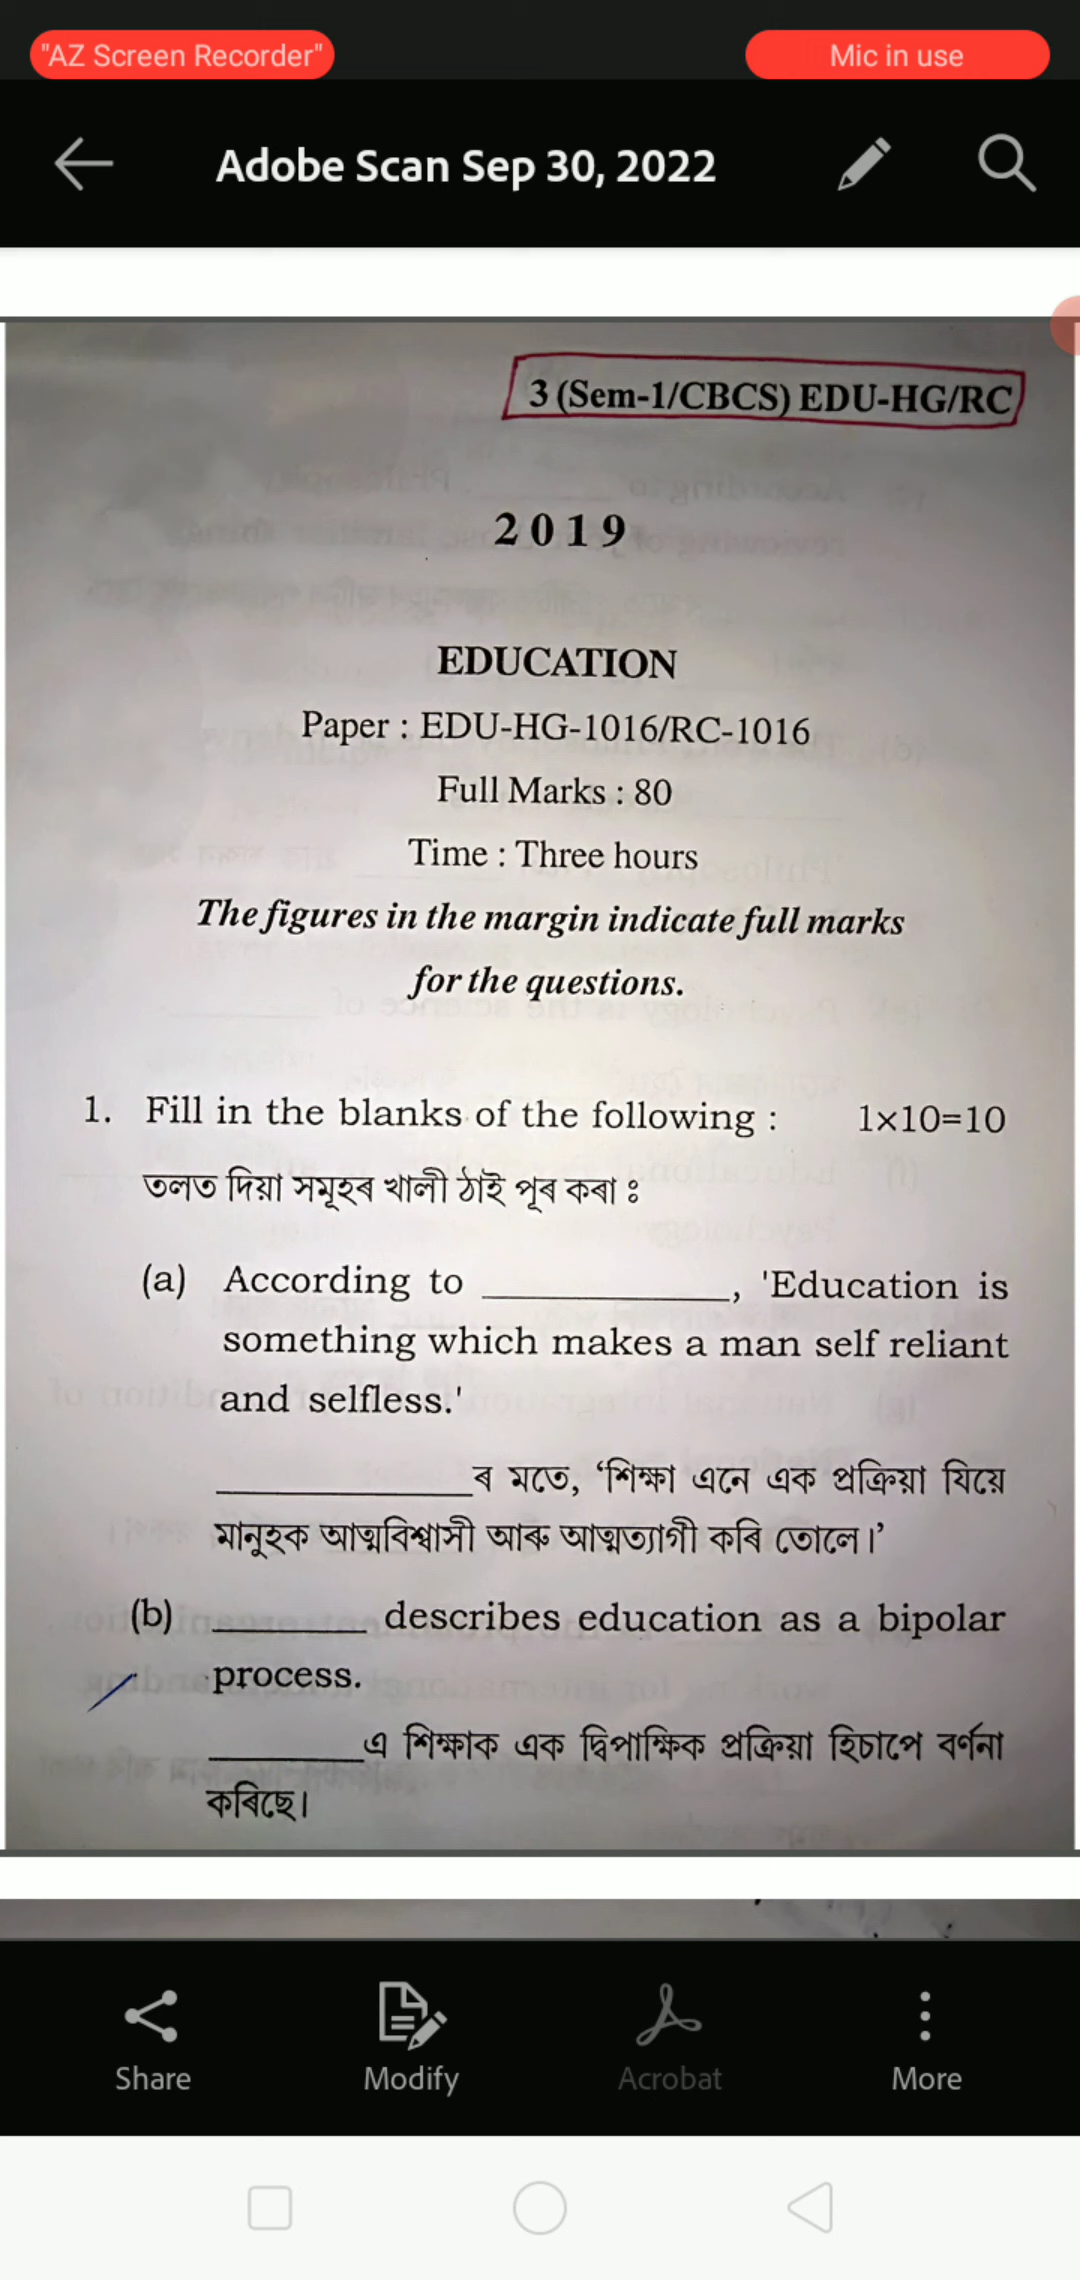 "AZ Screen Recorder"
Mic in use
Adobe Scan Sep 30, 2022
3 (Sem-1/CBCS) EDU-HG/RC
2019
EDUCATION
Paper : EDU-HG-1016/RC-1016
Full Marks : 80
Time : Three hours
The figures in the margin indicate full marks
for the questions.
1. Fill in the blanks of the following : 1×10=10
তলত দিয়া সমূহৰ খালী ঠাই পূৰ কৰা ঃ
(a) According to ____________, 'Education is
something which makes a man self reliant
and selfless.'
____________ৰ মতে, ‘শিক্ষা এনে এক প্ৰক্ৰিয়া যিয়ে
মানুহক আত্মবিশ্বাসী আৰু আত্মত্যাগী কৰি তোলে।’
(b) ________ describes education as a bipolar
process.
________এ শিক্ষাক এক দ্বিপাক্ষিক প্ৰক্ৰিয়া হিচাপে বৰ্ণনা
কৰিছে।
Share
Modify
Acrobat
More